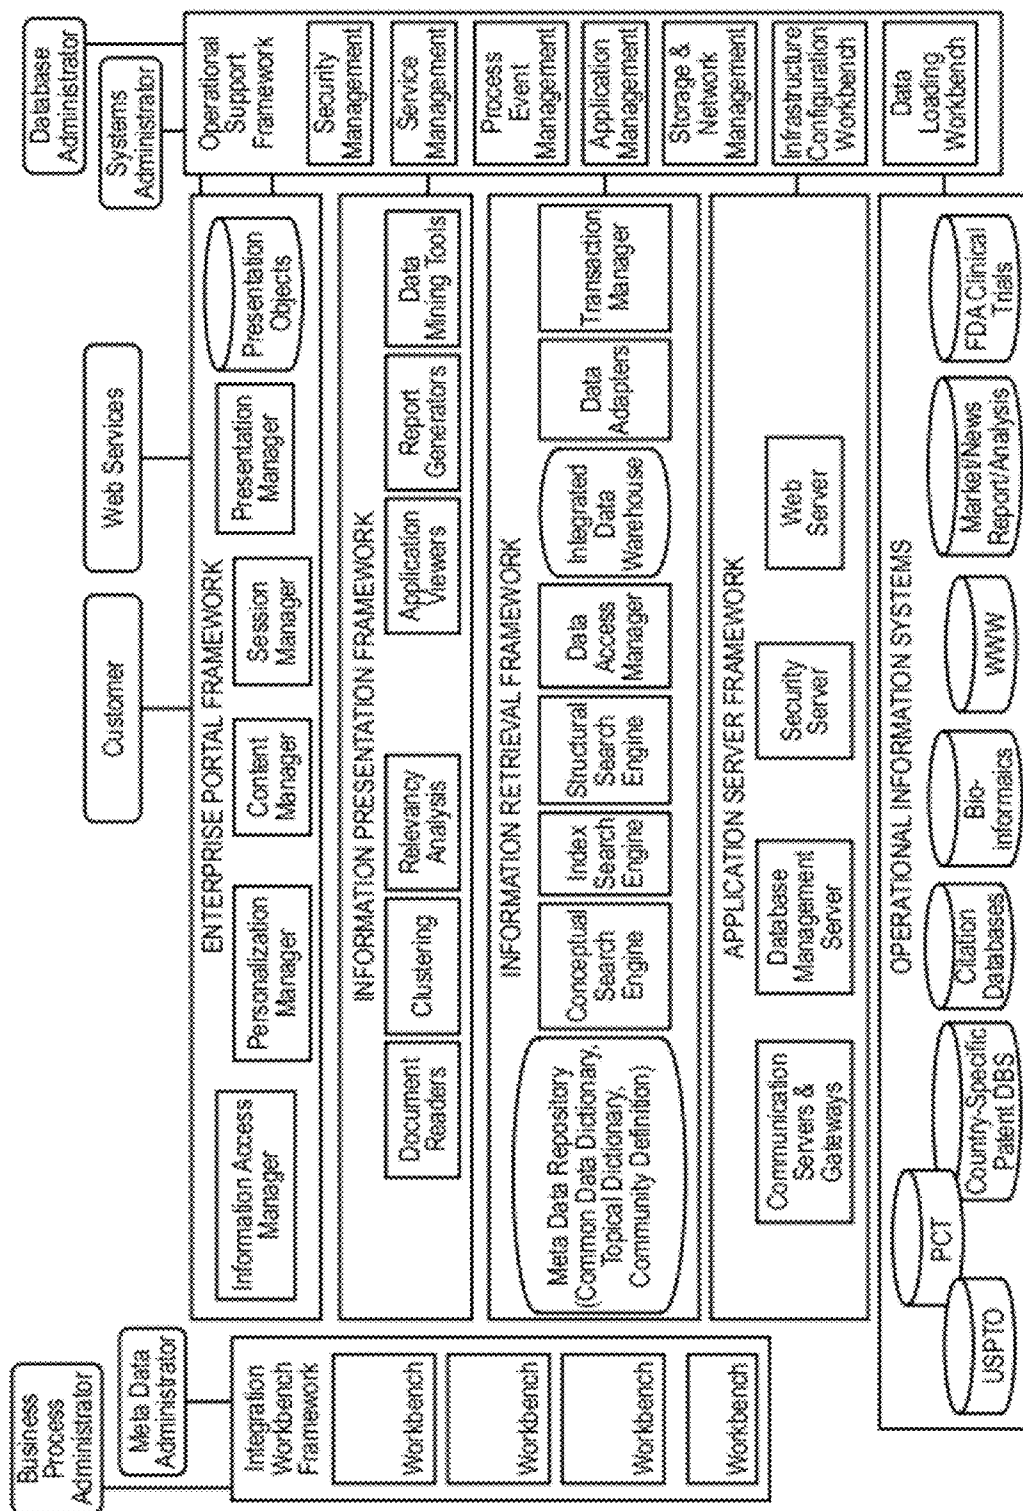 Business
Process
Administrator
Meta Data
Administrator
Integration
Workbench
Framework
Workbench
Workbench
Workbench
Workbench
Customer
Web Services
Database
Administrator
Systems
Administrator
ENTERPRISE PORTAL FRAMEWORK
Information Access
Manager
Personalization
Manager
Content
Manager
Session
Manager
Presentation
Manager
Presentation
Objects
INFORMATION PRESENTATION FRAMEWORK
Document
Readers
Clustering
Relevancy
Analysis
Application
Viewers
Report
Generators
Data
Mining Tools
INFORMATION RETRIEVAL FRAMEWORK
Meta Data Repository
(Common Data Dictionary,
Topical Dictionary,
Community Definition)
Conceptual
Search
Engine
Index
Search
Engine
Structural
Search
Engine
Data
Access
Manager
Integrated
Data
Warehouse
Data
Adapters
Transaction
Manager
APPLICATION SERVER FRAMEWORK
Communication
Servers &
Gateways
Database
Management
Server
Security
Server
Web
Server
OPERATIONAL INFORMATION SYSTEMS
USPTO
PCT
Country-Specific
Patent DBS
Citation
Databases
Bio-
informaics
WWW
Market/News
Report/Analysis
FDA Clinical
Trials
Operational
Support
Framework
Security
Management
Service
Management
Process
Event
Management
Application
Management
Storage &
Network
Management
Infrastructure
Configuration
Workbench
Data
Loading
Workbench